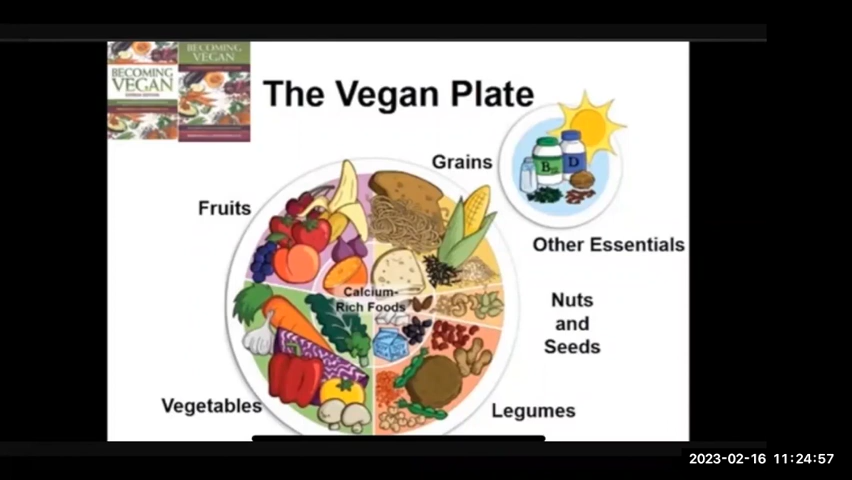 BECOMING
VEGAN
BECOMING
VEGAN
The Vegan Plate
Grains
Fruits
B
D
Other Essentials
Calcium-
Rich Foods
Nuts
and
Seeds
Vegetables
Legumes
2023-02-16 11:24:57